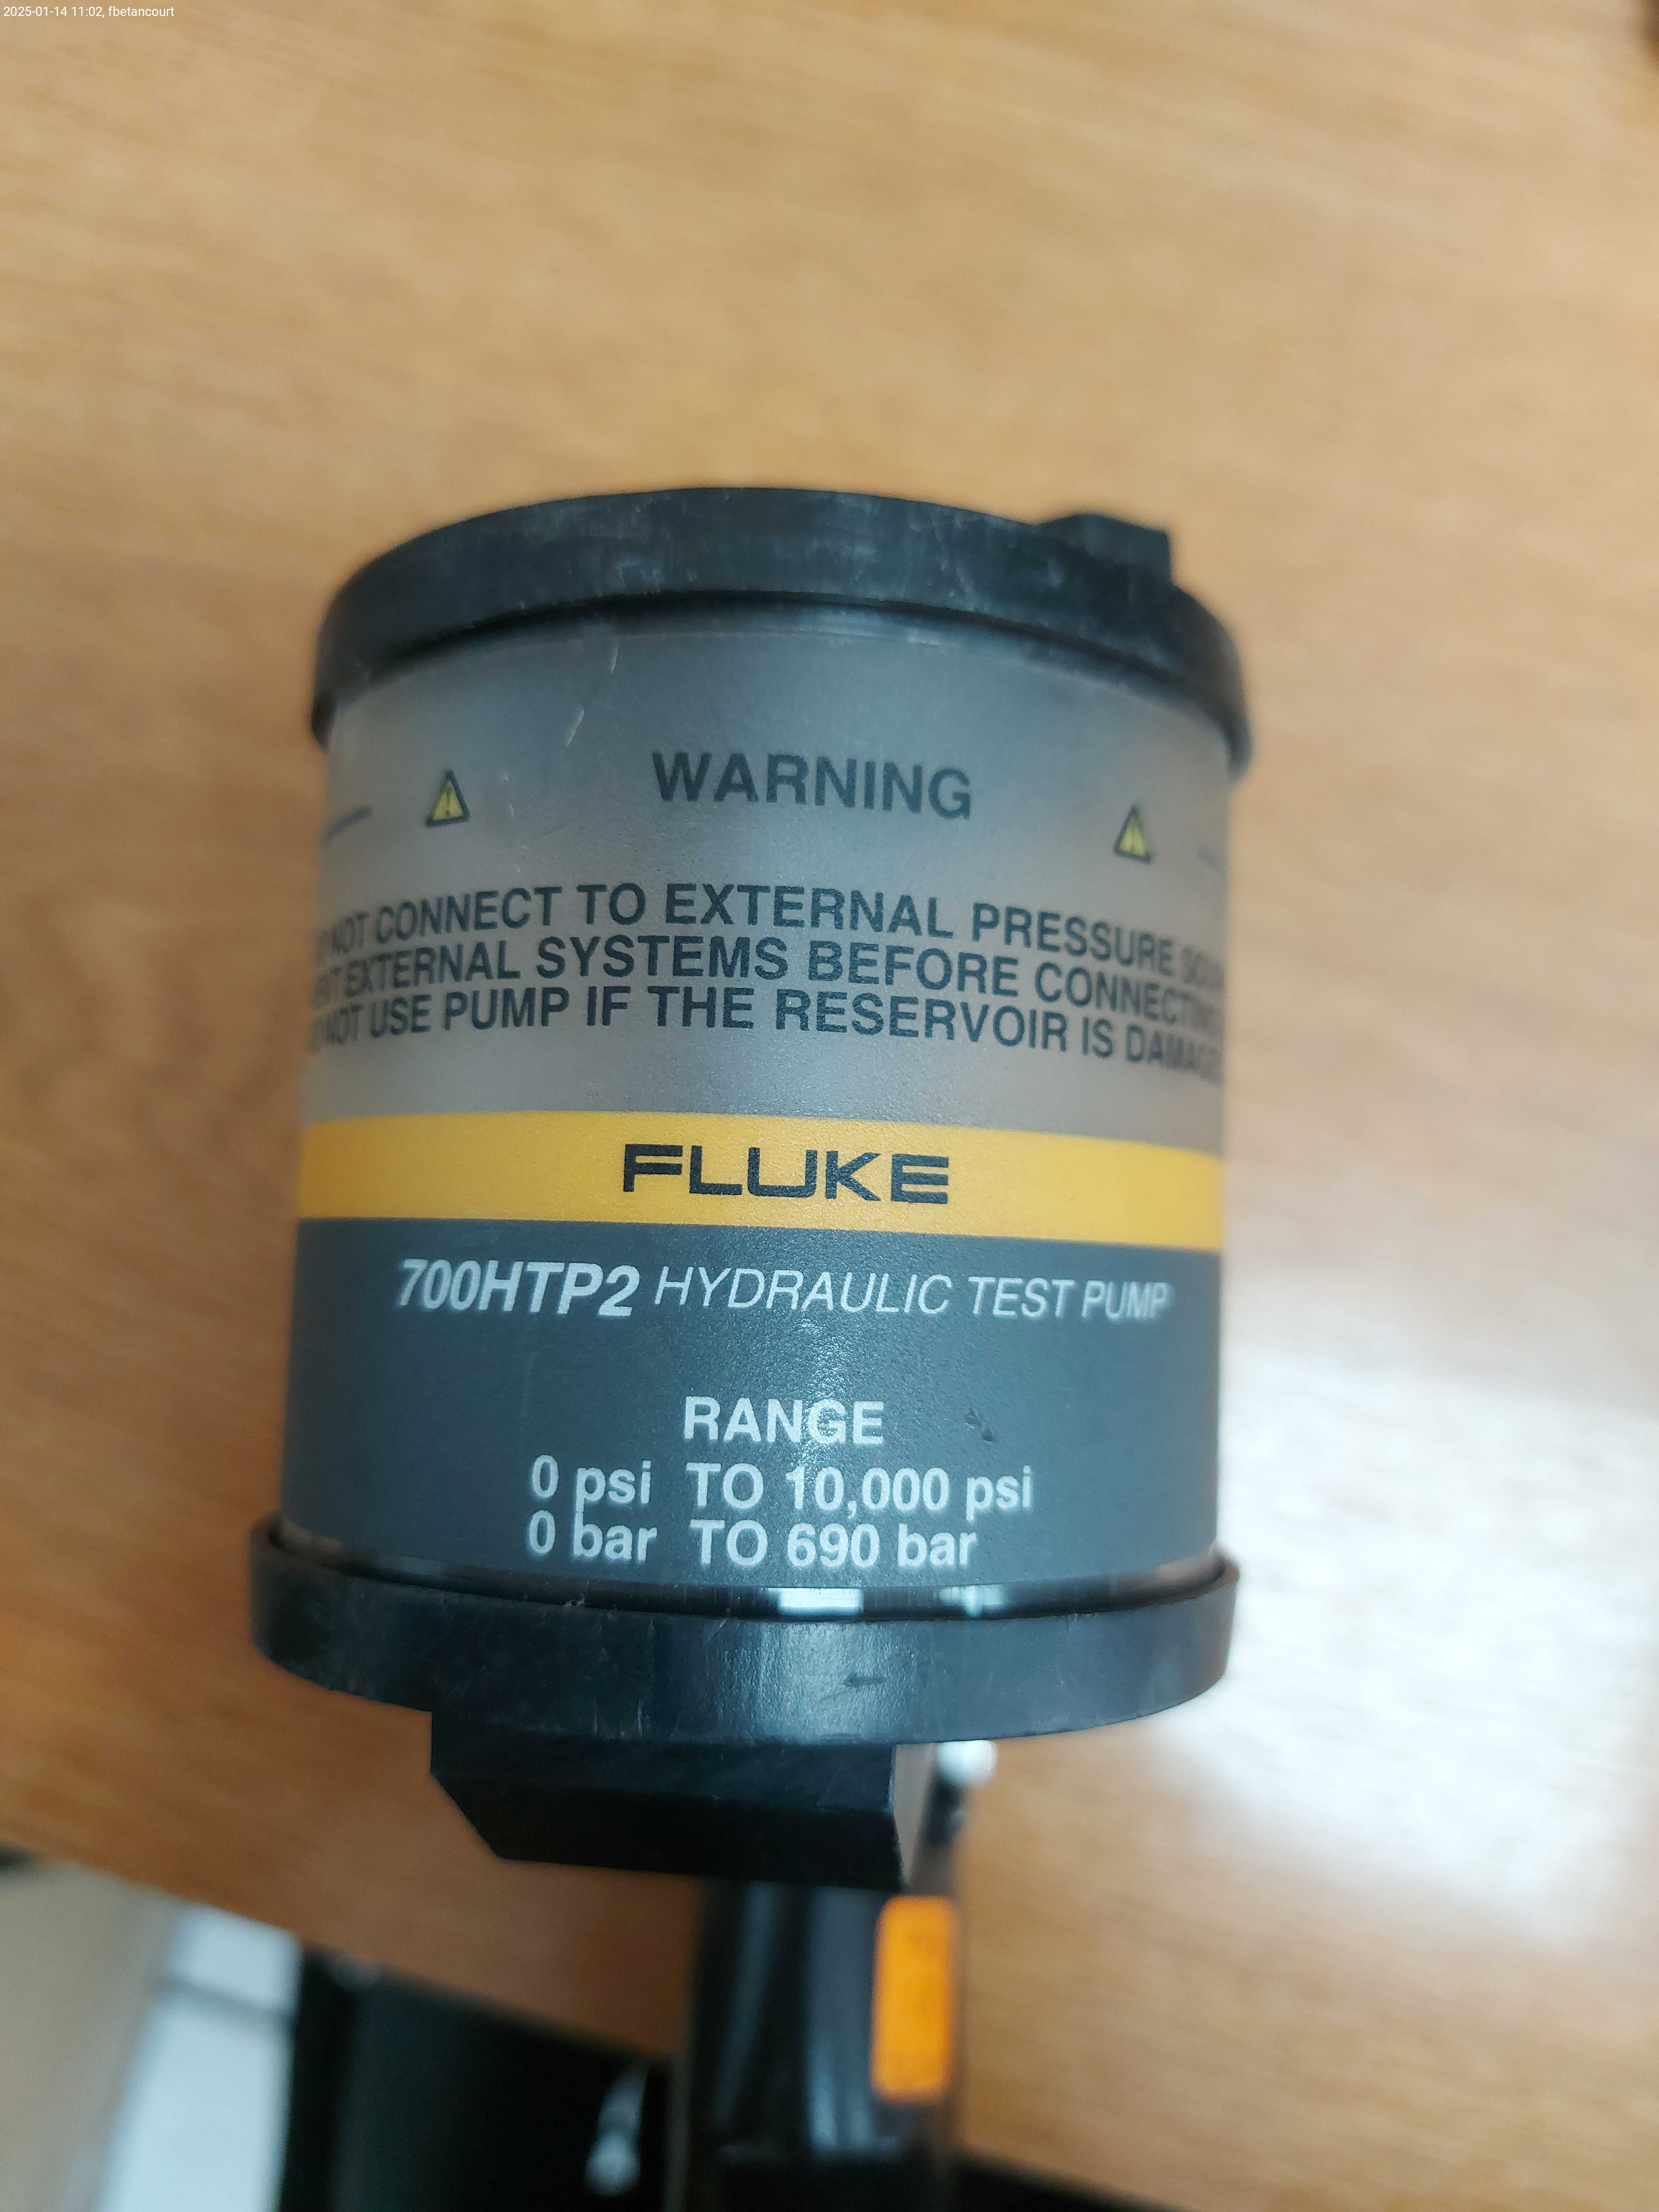 2025-01-14 11:02, fbetancourt
WARNING
NOT CONNECT TO EXTERNAL PRESSURE
EXTERNAL SYSTEMS BEFORE CONNECTING
NOT USE PUMP IF THE RESERVOIR IS
FLUKE
700HTP2 HYDRAULIC TEST PUMP
RANGE
0 psi TO 10,000 psi
0 bar TO 690 bar